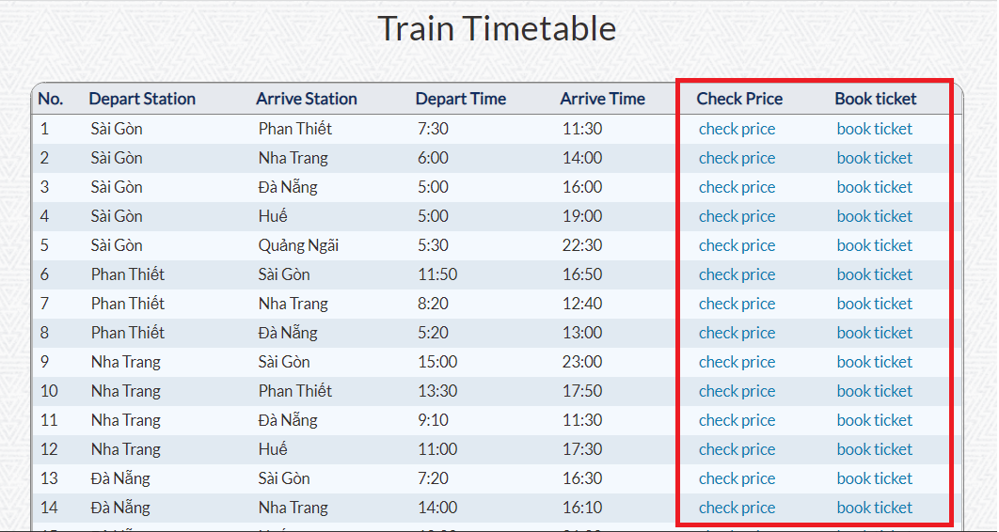 Train Timetable
No. Depart Station Arrive Station Depart Time Arrive Time Check Price Book ticket
1 Sài Gòn Phan Thiết 7:30 11:30 check price book ticket
2 Sài Gòn Nha Trang 6:00 14:00 check price book ticket
3 Sài Gòn Đà Nẵng 5:00 16:00 check price book ticket
4 Sài Gòn Huế 5:00 19:00 check price book ticket
5 Sài Gòn Quảng Ngãi 5:30 22:30 check price book ticket
6 Phan Thiết Sài Gòn 11:50 16:50 check price book ticket
7 Phan Thiết Nha Trang 8:20 12:40 check price book ticket
8 Phan Thiết Đà Nẵng 5:20 13:00 check price book ticket
9 Nha Trang Sài Gòn 15:00 23:00 check price book ticket
10 Nha Trang Phan Thiết 13:30 17:50 check price book ticket
11 Nha Trang Đà Nẵng 9:10 11:30 check price book ticket
12 Nha Trang Huế 11:00 17:30 check price book ticket
13 Đà Nẵng Sài Gòn 7:20 16:30 check price book ticket
14 Đà Nẵng Nha Trang 14:00 16:10 check price book ticket